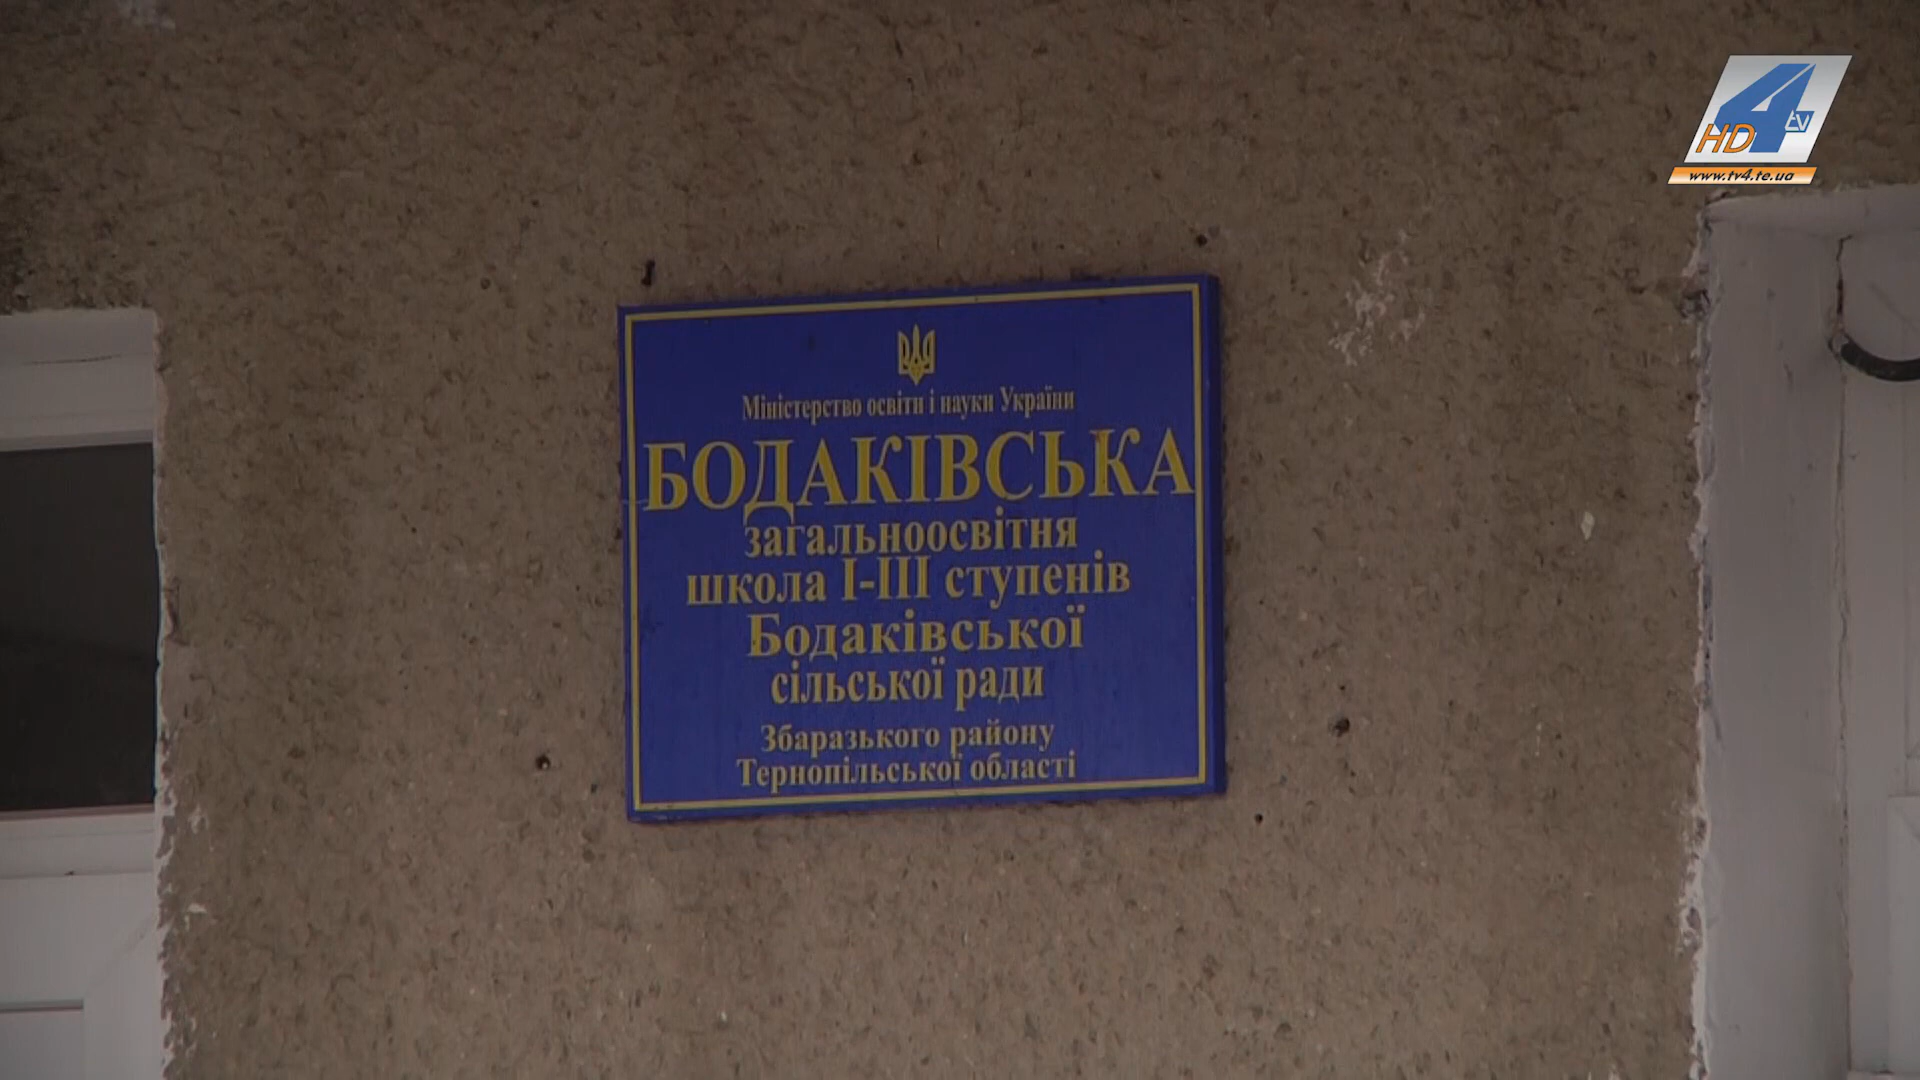 4
tv
HD
www.tv4.te.ua
Міністерство освіти і науки України
БОДАКІВСЬКА
загальноосвітня
школа І-ІІІ ступенів
Бодаківської
сільської ради
Збаразького району
Тернопільської області